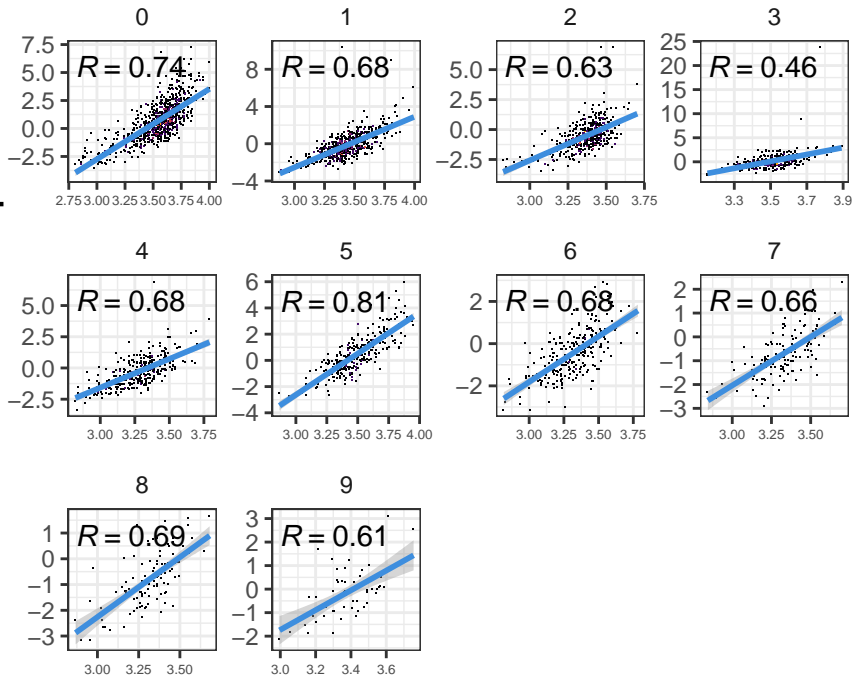 0 1 2 3
7.5 5.0 2.5 0.0 −2.5
R = 0.74
2.75 3.00 3.25 3.50 3.75 4.00
8 4 0 −4
R = 0.68
3.00 3.25 3.50 3.75 4.00
5.0 2.5 0.0 −2.5
R = 0.63
3.00 3.25 3.50 3.75
25 20 15 10 5 0
R = 0.46
3.3 3.5 3.7 3.9
4 5 6 7
5.0 2.5 0.0 −2.5
R = 0.68
3.00 3.25 3.50 3.75
6 4 2 0 −2 −4
R = 0.81
3.00 3.25 3.50 3.75 4.00
2 0 −2
R = 0.68
3.00 3.25 3.50 3.75
2 1 0 −1 −2 −3
R = 0.66
3.00 3.25 3.50
8 9
1 0 −1 −2 −3
R = 0.69
3.00 3.25 3.50
3 2 1 0 −1 −2
R = 0.61
3.0 3.2 3.4 3.6